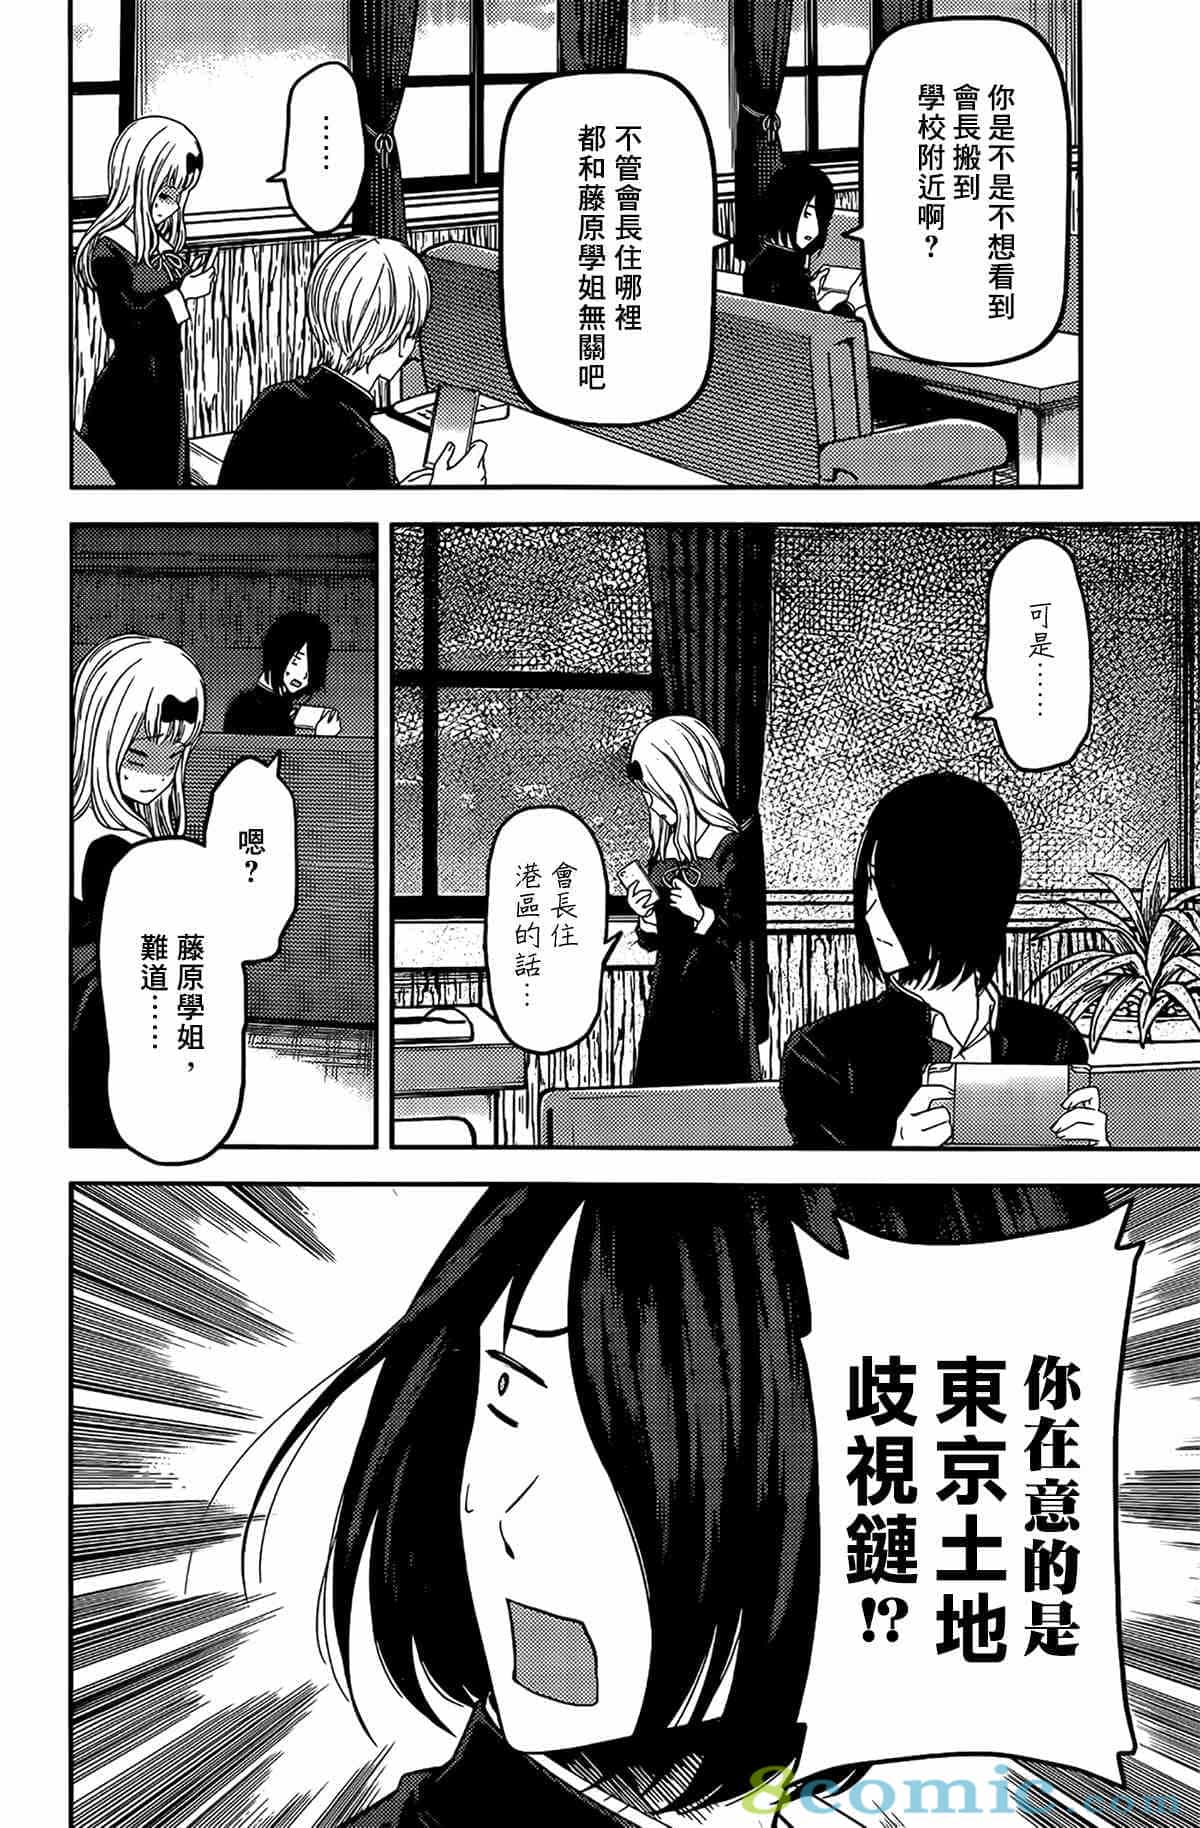 你是不是不想看到
會長搬到
學校附近啊？
不管會長住哪裡
都和藤原學姐無關吧
……
可是……
會長住
港區的話…
嗯？
藤原學姐，
難道……
你在意的是
東京土地
歧視鏈!?
8comic.com